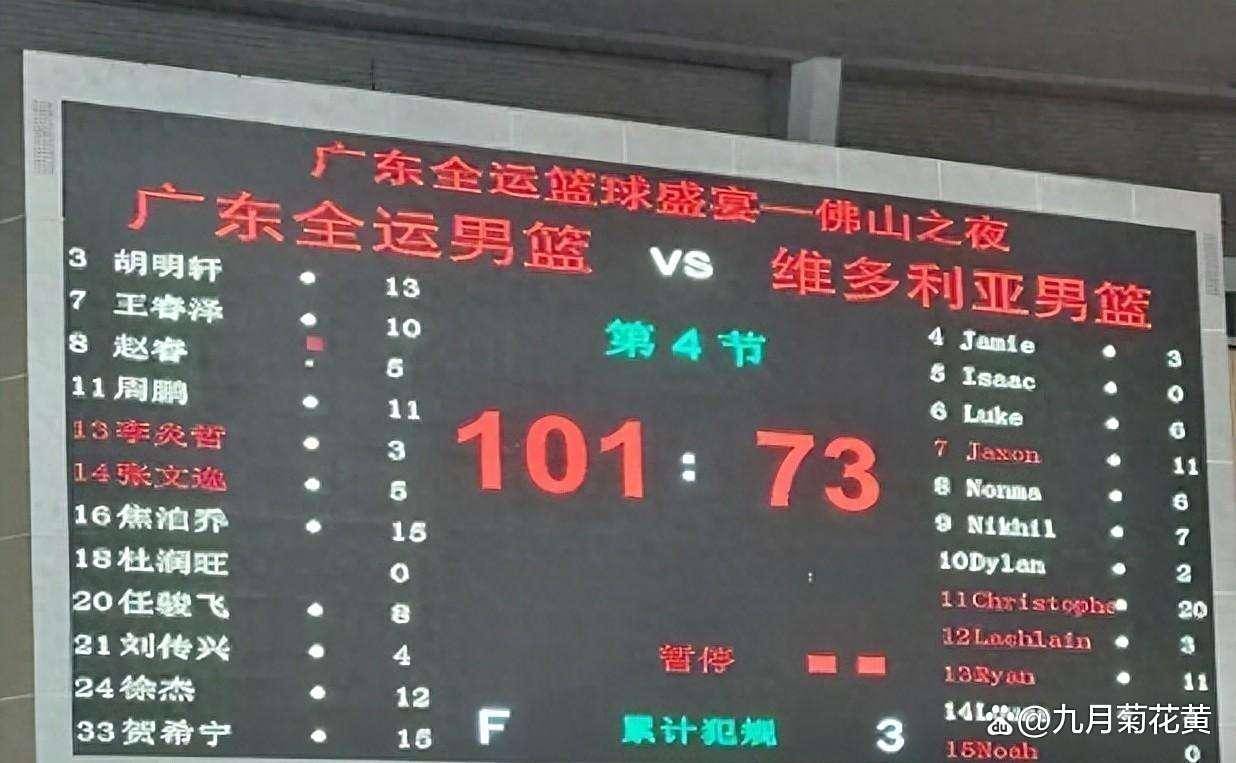 广东全运篮球盛宴—佛山之夜
广东全运男篮 VS 维多利亚男篮
第4节
101:73
3 胡明轩 13
7 王睿泽 10
8 赵睿 5
11 周鹏 11
13 李炎哲 3
14 张文逸 5
16 焦泊乔 15
18 杜润旺 0
20 任骏飞 8
21 刘传兴 4
24 徐杰 12
33 贺希宁 15
4 Jamie 3
5 Isaac 0
6 Luke 6
7 Jaxon 11
8 Nonma 6
9 Nikhil 7
10 Dylan 2
11 Christophe 20
12 Lachlain 3
13 Ryan 11
14
15 Noah 0
暂停
F 累计犯规 3
@九月菊花黄